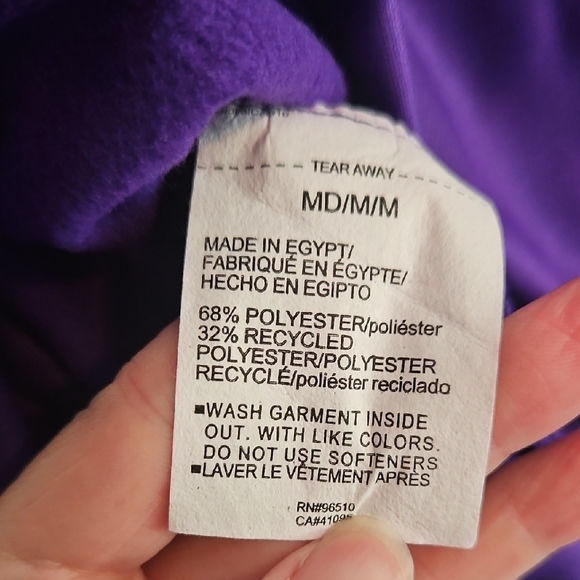 TEAR AWAY
MD/M/M
MADE IN EGYPT/
FABRIQUÉ EN ÉGYPTE/
HECHO EN EGIPTO
68% POLYESTER/poliéster
32% RECYCLED
POLYESTER/POLYESTER
RECYCLÉ/poliéster reciclado
■WASH GARMENT INSIDE
OUT. WITH LIKE COLORS.
DO NOT USE SOFTENERS
■LAVER LE VÊTEMENT APRÈS
RN#96510